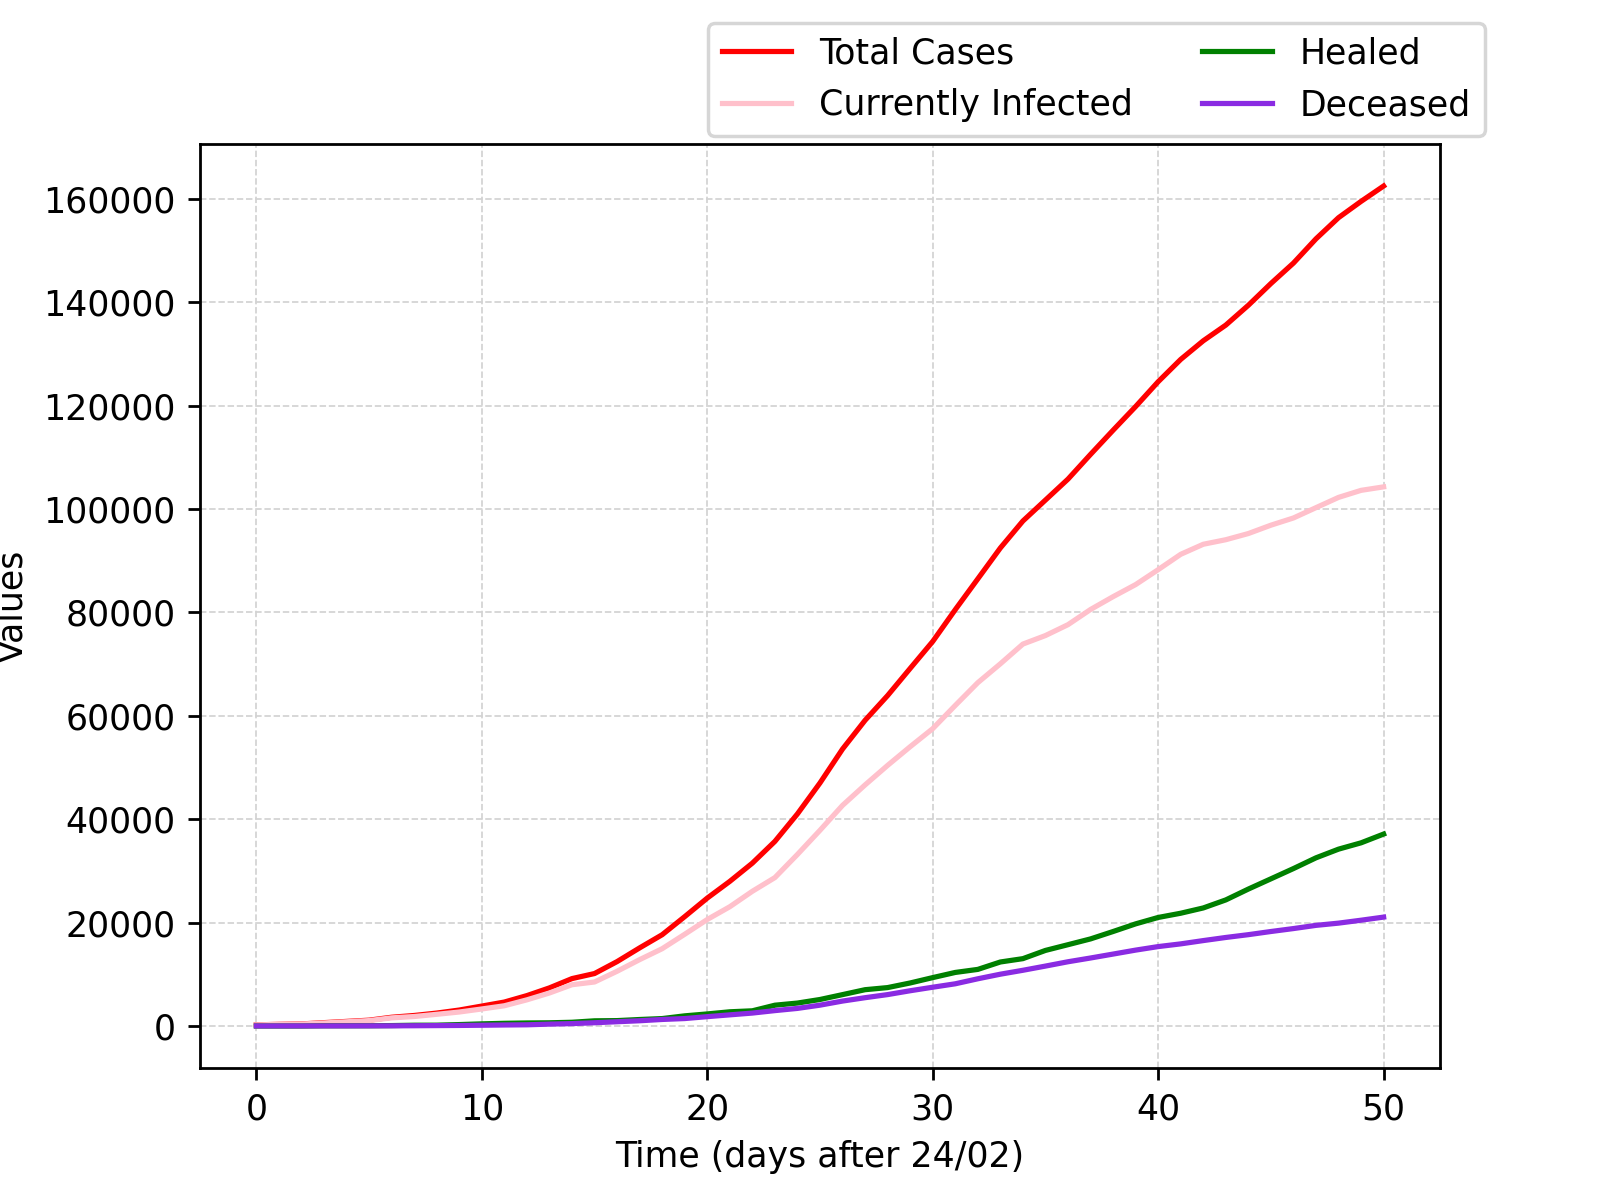 Total Cases
Currently Infected
Healed
Deceased
160000
140000
120000
100000
80000
60000
40000
20000
0
Values
0 10 20 30 40 50
Time (days after 24/02)